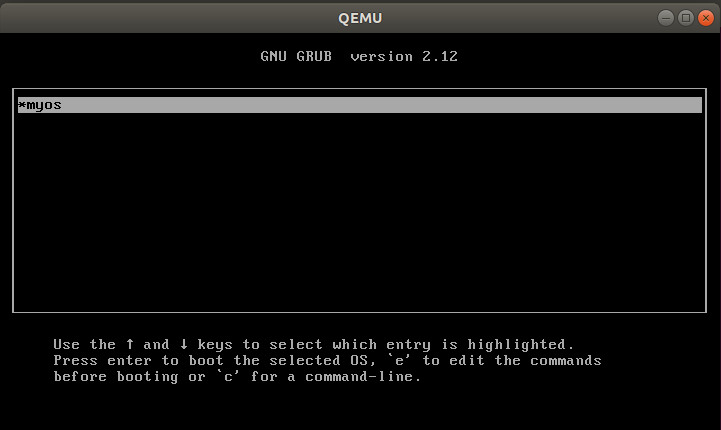 QEMU
GNU GRUB  version 2.12
*myos
Use the ↑ and ↓ keys to select which entry is highlighted.
Press enter to boot the selected OS, `e' to edit the commands
before booting or `c' for a command-line.